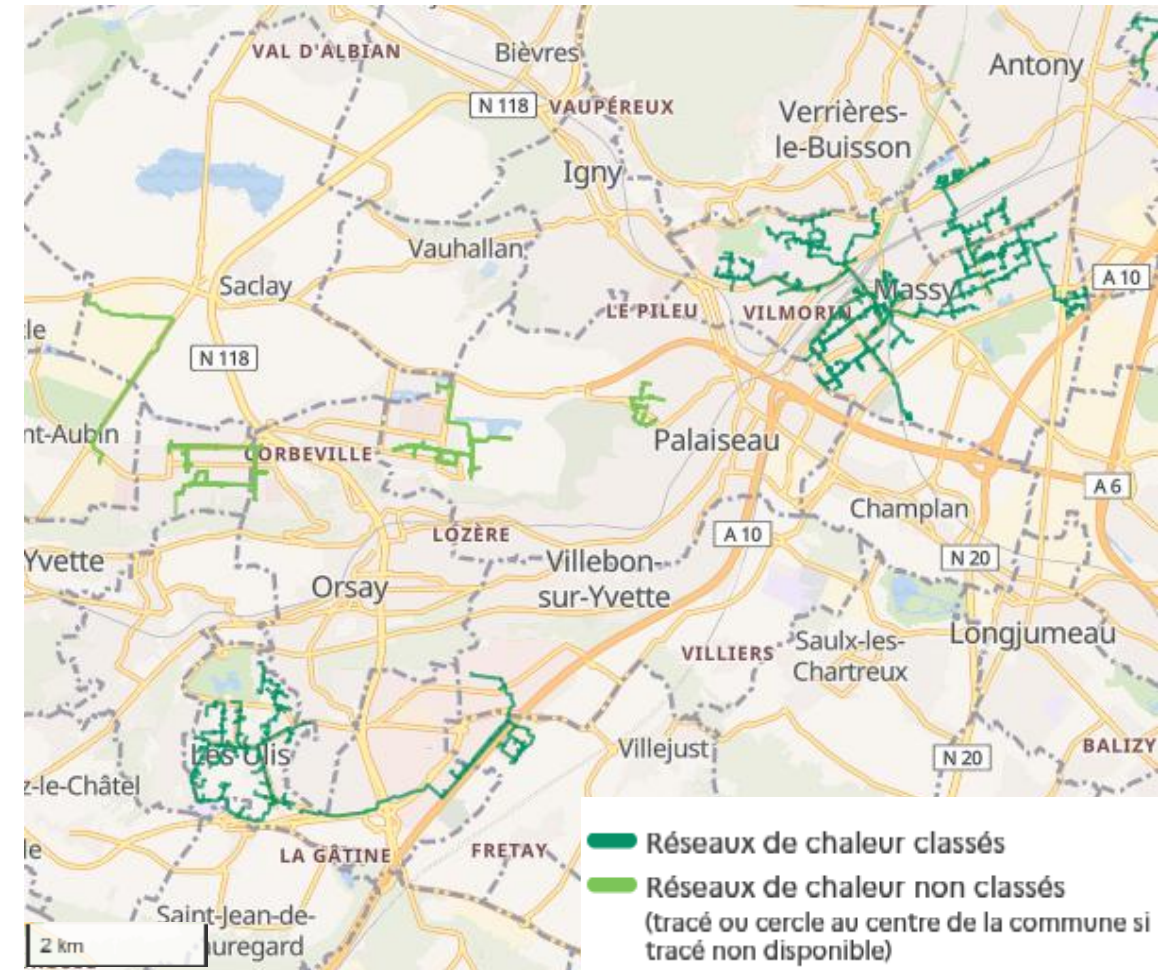 VAL D'ALBIAN
Bièvres
Antony
N 118
VAUPÉREUX
Verrières-
le-Buisson
Igny
Vauhallan
Saclay
A 10
Massy
LE PILEU
VILMORIN
N 118
nt-Aubin
CORBEVILLE
Palaiseau
A 6
Champlan
LOZÈRE
A 10
N 20
Yvette
Villebon-
sur-Yvette
Orsay
Longjumeau
VILLIERS
Saulx-les-
Chartreux
Les Ulis
Villejust
BALIZY
N 20
z-le-Châtel
Réseaux de chaleur classés
LA GÂTINE
FRETAY
Réseaux de chaleur non classés
(tracé ou cercle au centre de la commune si
tracé non disponible)
Saint-Jean-de-
auregard
2 km